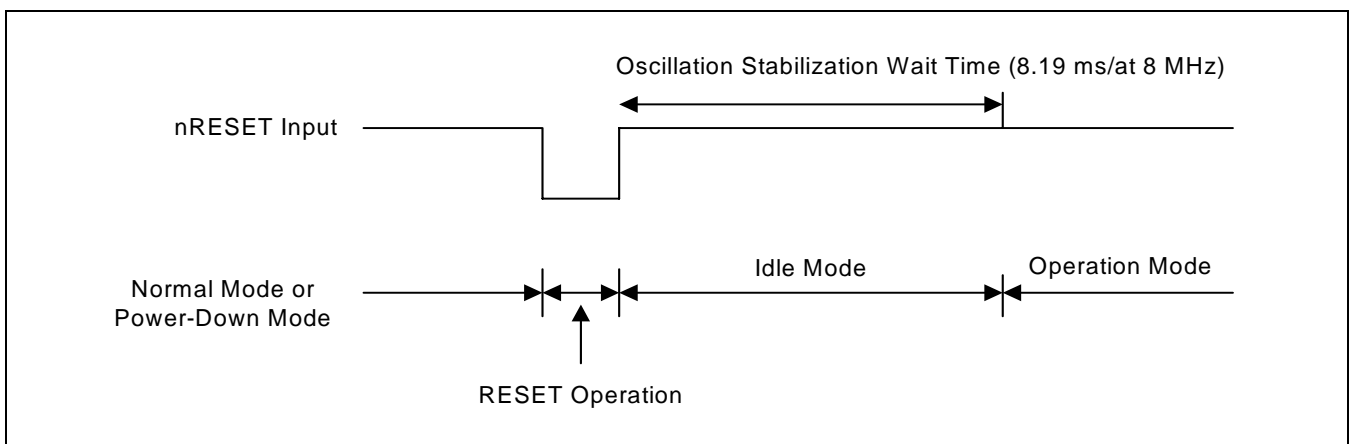 Oscillation Stabilization Wait Time (8.19 ms/at 8 MHz)
nRESET Input
Idle Mode
Operation Mode
Normal Mode or
Power-Down Mode
RESET Operation